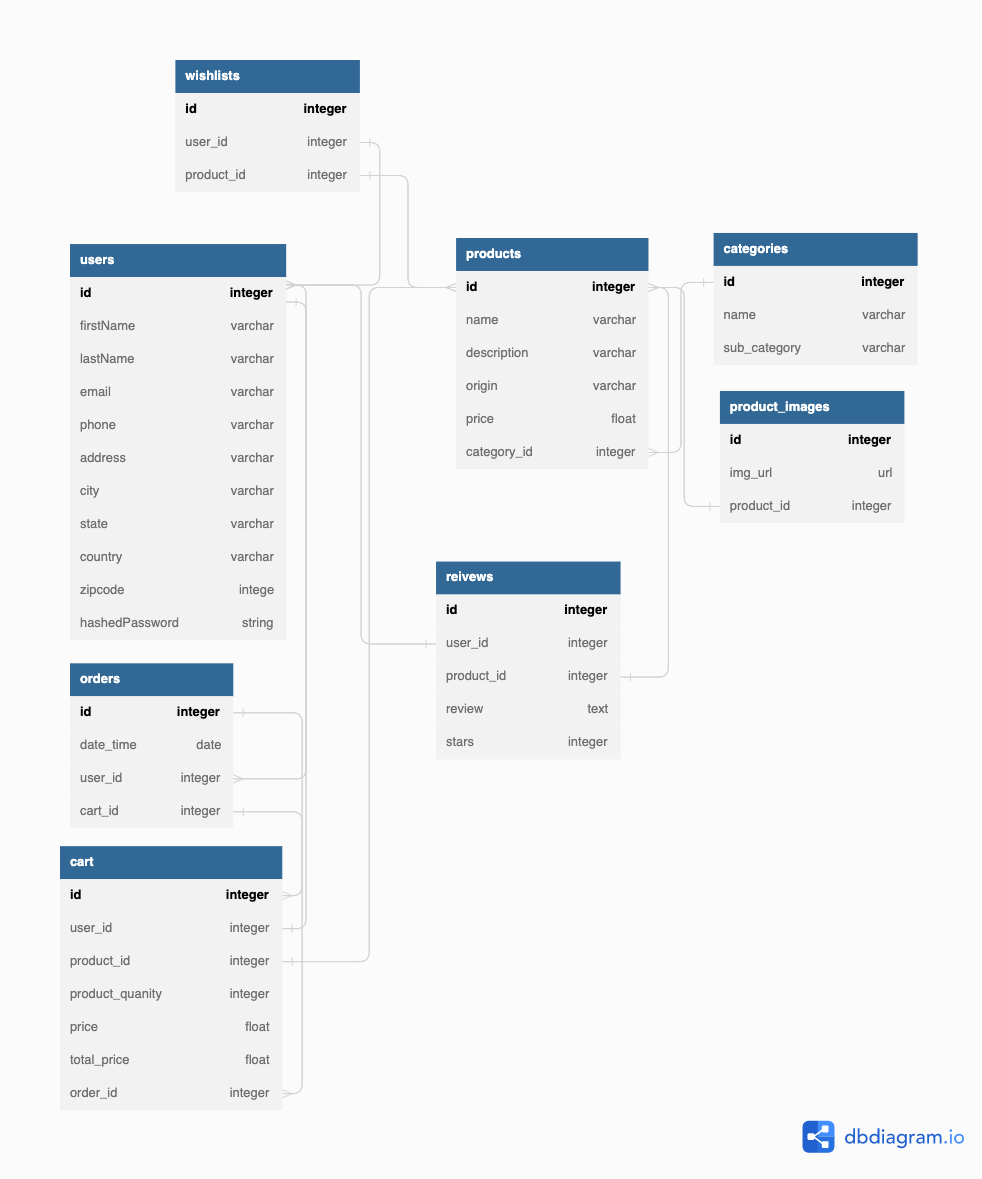 wishlists
id integer
user_id integer
product_id integer
users
id integer
firstName varchar
lastName varchar
email varchar
phone varchar
address varchar
city varchar
state varchar
country varchar
zipcode intege
hashedPassword string
products
id integer
name varchar
description varchar
origin varchar
price float
category_id integer
categories
id integer
name varchar
sub_category varchar
product_images
id integer
img_url url
product_id integer
reivews
id integer
user_id integer
product_id integer
review text
stars integer
orders
id integer
date_time date
user_id integer
cart_id integer
cart
id integer
user_id integer
product_id integer
product_quanity integer
price float
total_price float
order_id integer
dbdiagram.io